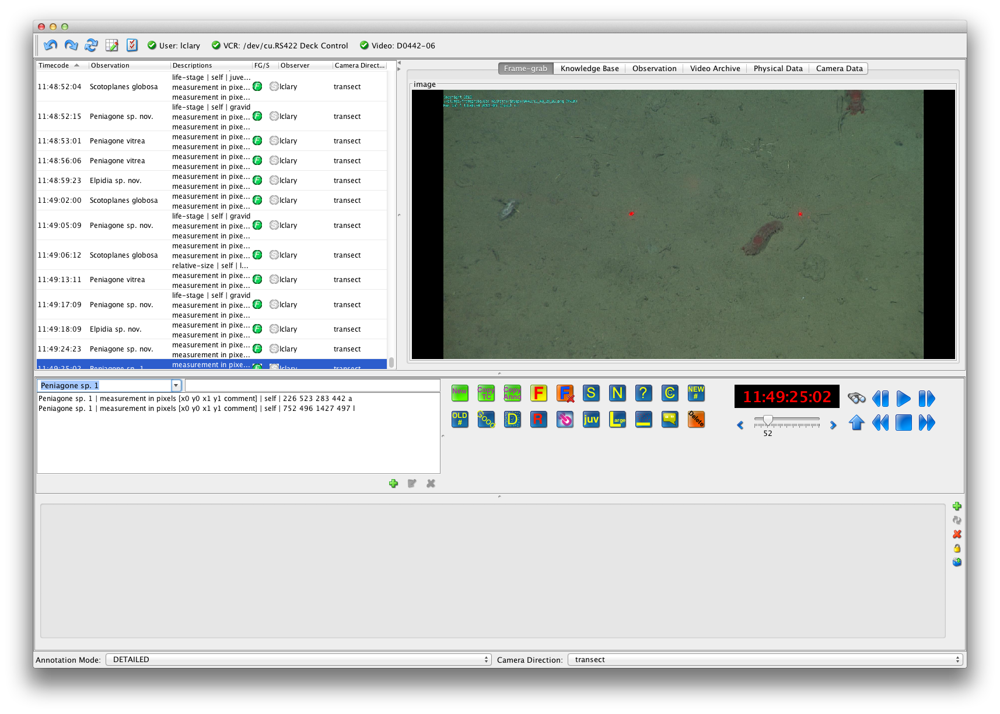 User: lclary VCR: /dev/cu.RS422 Deck Control Video: D0442-06
Timecode Observation Descriptions FG/S Observer Camera Direct...
life-stage | self | juve...
11:48:52:04 Scotoplanes globosa measurement in pixe... F S lclary transect
measurement in pixe...
life-stage | self | gravid
11:48:52:15 Peniagone sp. nov. measurement in pixe... F S lclary transect
measurement in pixe...
11:48:53:01 Peniagone vitrea measurement in pixe... F S lclary transect
measurement in pixe...
11:48:56:06 Peniagone vitrea measurement in pixe... F S lclary transect
measurement in pixe...
11:48:59:23 Elpidia sp. nov. measurement in pixe... F S lclary transect
measurement in pixe...
11:49:02:00 Scotoplanes globosa measurement in pixe... F S lclary transect
measurement in pixe...
life-stage | self | gravid
11:49:05:09 Peniagone sp. nov. measurement in pixe... F S lclary transect
measurement in pixe...
measurement in pixe...
11:49:06:12 Scotoplanes globosa measurement in pixe... F S lclary transect
relative-size | self | l...
11:49:13:11 Peniagone vitrea measurement in pixe... F S lclary transect
measurement in pixe...
life-stage | self | gravid
11:49:17:09 Peniagone sp. nov. measurement in pixe... F S lclary transect
measurement in pixe...
11:49:18:09 Elpidia sp. nov. measurement in pixe... F S lclary transect
measurement in pixe...
11:49:24:23 Peniagone sp. nov. measurement in pixe... F S lclary transect
measurement in pixe...
11:49:25:02 Peniagone sp. 1 measurement in pixe... F S lclary transect
Frame-grab Knowledge Base Observation Video Archive Physical Data Camera Data
image
Copyright
Peniagone sp. 1
Peniagone sp. 1 | measurement in pixels [x0 y0 x1 y1 comment] | self | 226 523 283 442 a
Peniagone sp. 1 | measurement in pixels [x0 y0 x1 y1 comment] | self | 752 496 1427 497 l
New Copy TC Copy Anno F F S N ? C NEW #
OLD # Good D R juv Large Delete
11:49:25:02
52
Annotation Mode: DETAILED Camera Direction: transect